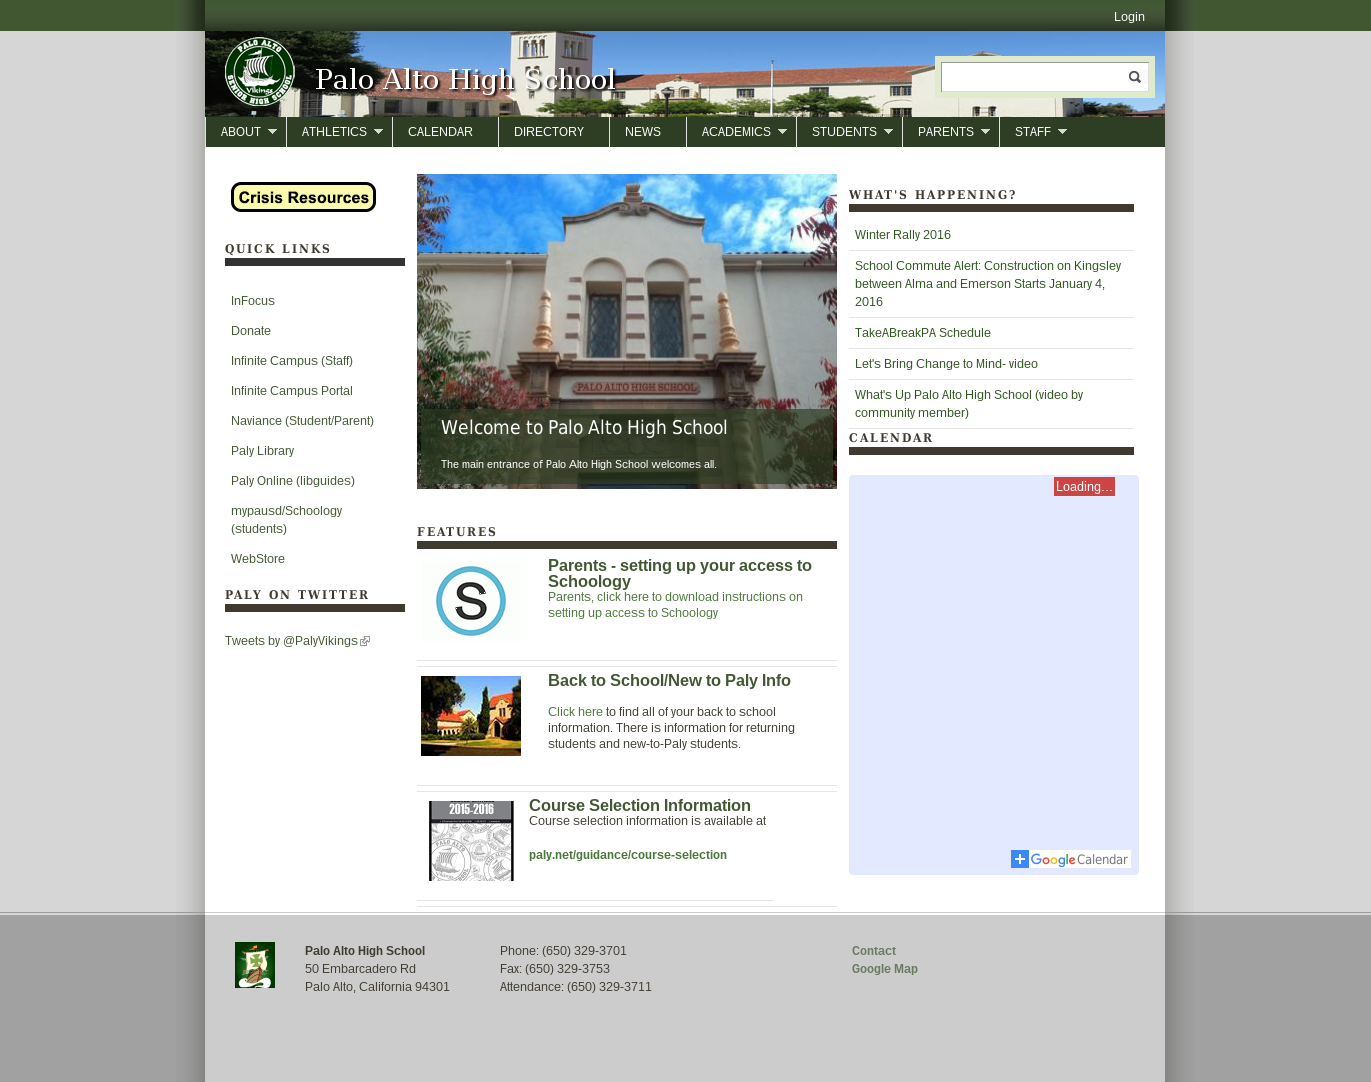 Login
PALO ALTO
SENIOR HIGH SCHOOL
Vikings
Palo Alto High School
ABOUT ATHLETICS CALENDAR DIRECTORY NEWS ACADEMICS STUDENTS PARENTS STAFF
Crisis Resources
QUICK LINKS
InFocus
Donate
Infinite Campus (Staff)
Infinite Campus Portal
Naviance (Student/Parent)
Paly Library
Paly Online (libguides)
mypausd/Schoology
(students)
WebStore
PALY ON TWITTER
Tweets by @PalyVikings
PALO ALTO HIGH SCHOOL
Welcome to Palo Alto High School
The main entrance of Palo Alto High School welcomes all.
FEATURES
S
Parents - setting up your access to
Schoology
Parents, click here to download instructions on
setting up access to Schoology
Back to School/New to Paly Info
Click here to find all of your back to school
information. There is information for returning
students and new-to-Paly students.
2015-2016
Course Selection Information
Course selection information is available at
paly.net/guidance/course-selection
WHAT'S HAPPENING?
Winter Rally 2016
School Commute Alert: Construction on Kingsley
between Alma and Emerson Starts January 4,
2016
TakeABreakPA Schedule
Let's Bring Change to Mind- video
What's Up Palo Alto High School (video by
community member)
CALENDAR
Loading...
Google Calendar
Palo Alto High School
50 Embarcadero Rd
Palo Alto, California 94301
Phone: (650) 329-3701
Fax: (650) 329-3753
Attendance: (650) 329-3711
Contact
Google Map